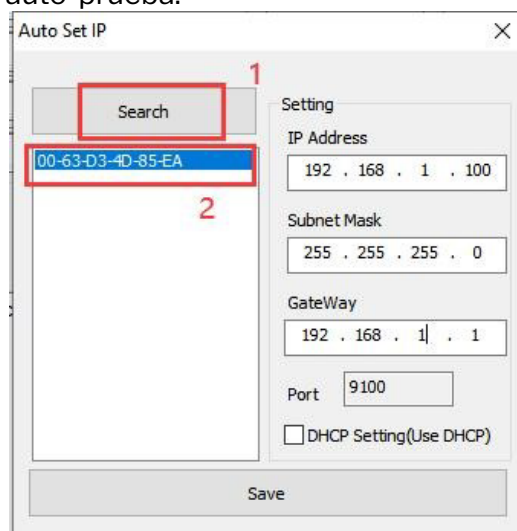 auto-prueba.
Auto Set IP
1
Search
00-63-D3-4D-85-EA
2
Setting
IP Address
192 . 168 . 1 . 100
Subnet Mask
255 . 255 . 255 . 0
GateWay
192 . 168 . 1 . 1
Port 9100
DHCP Setting(Use DHCP)
Save